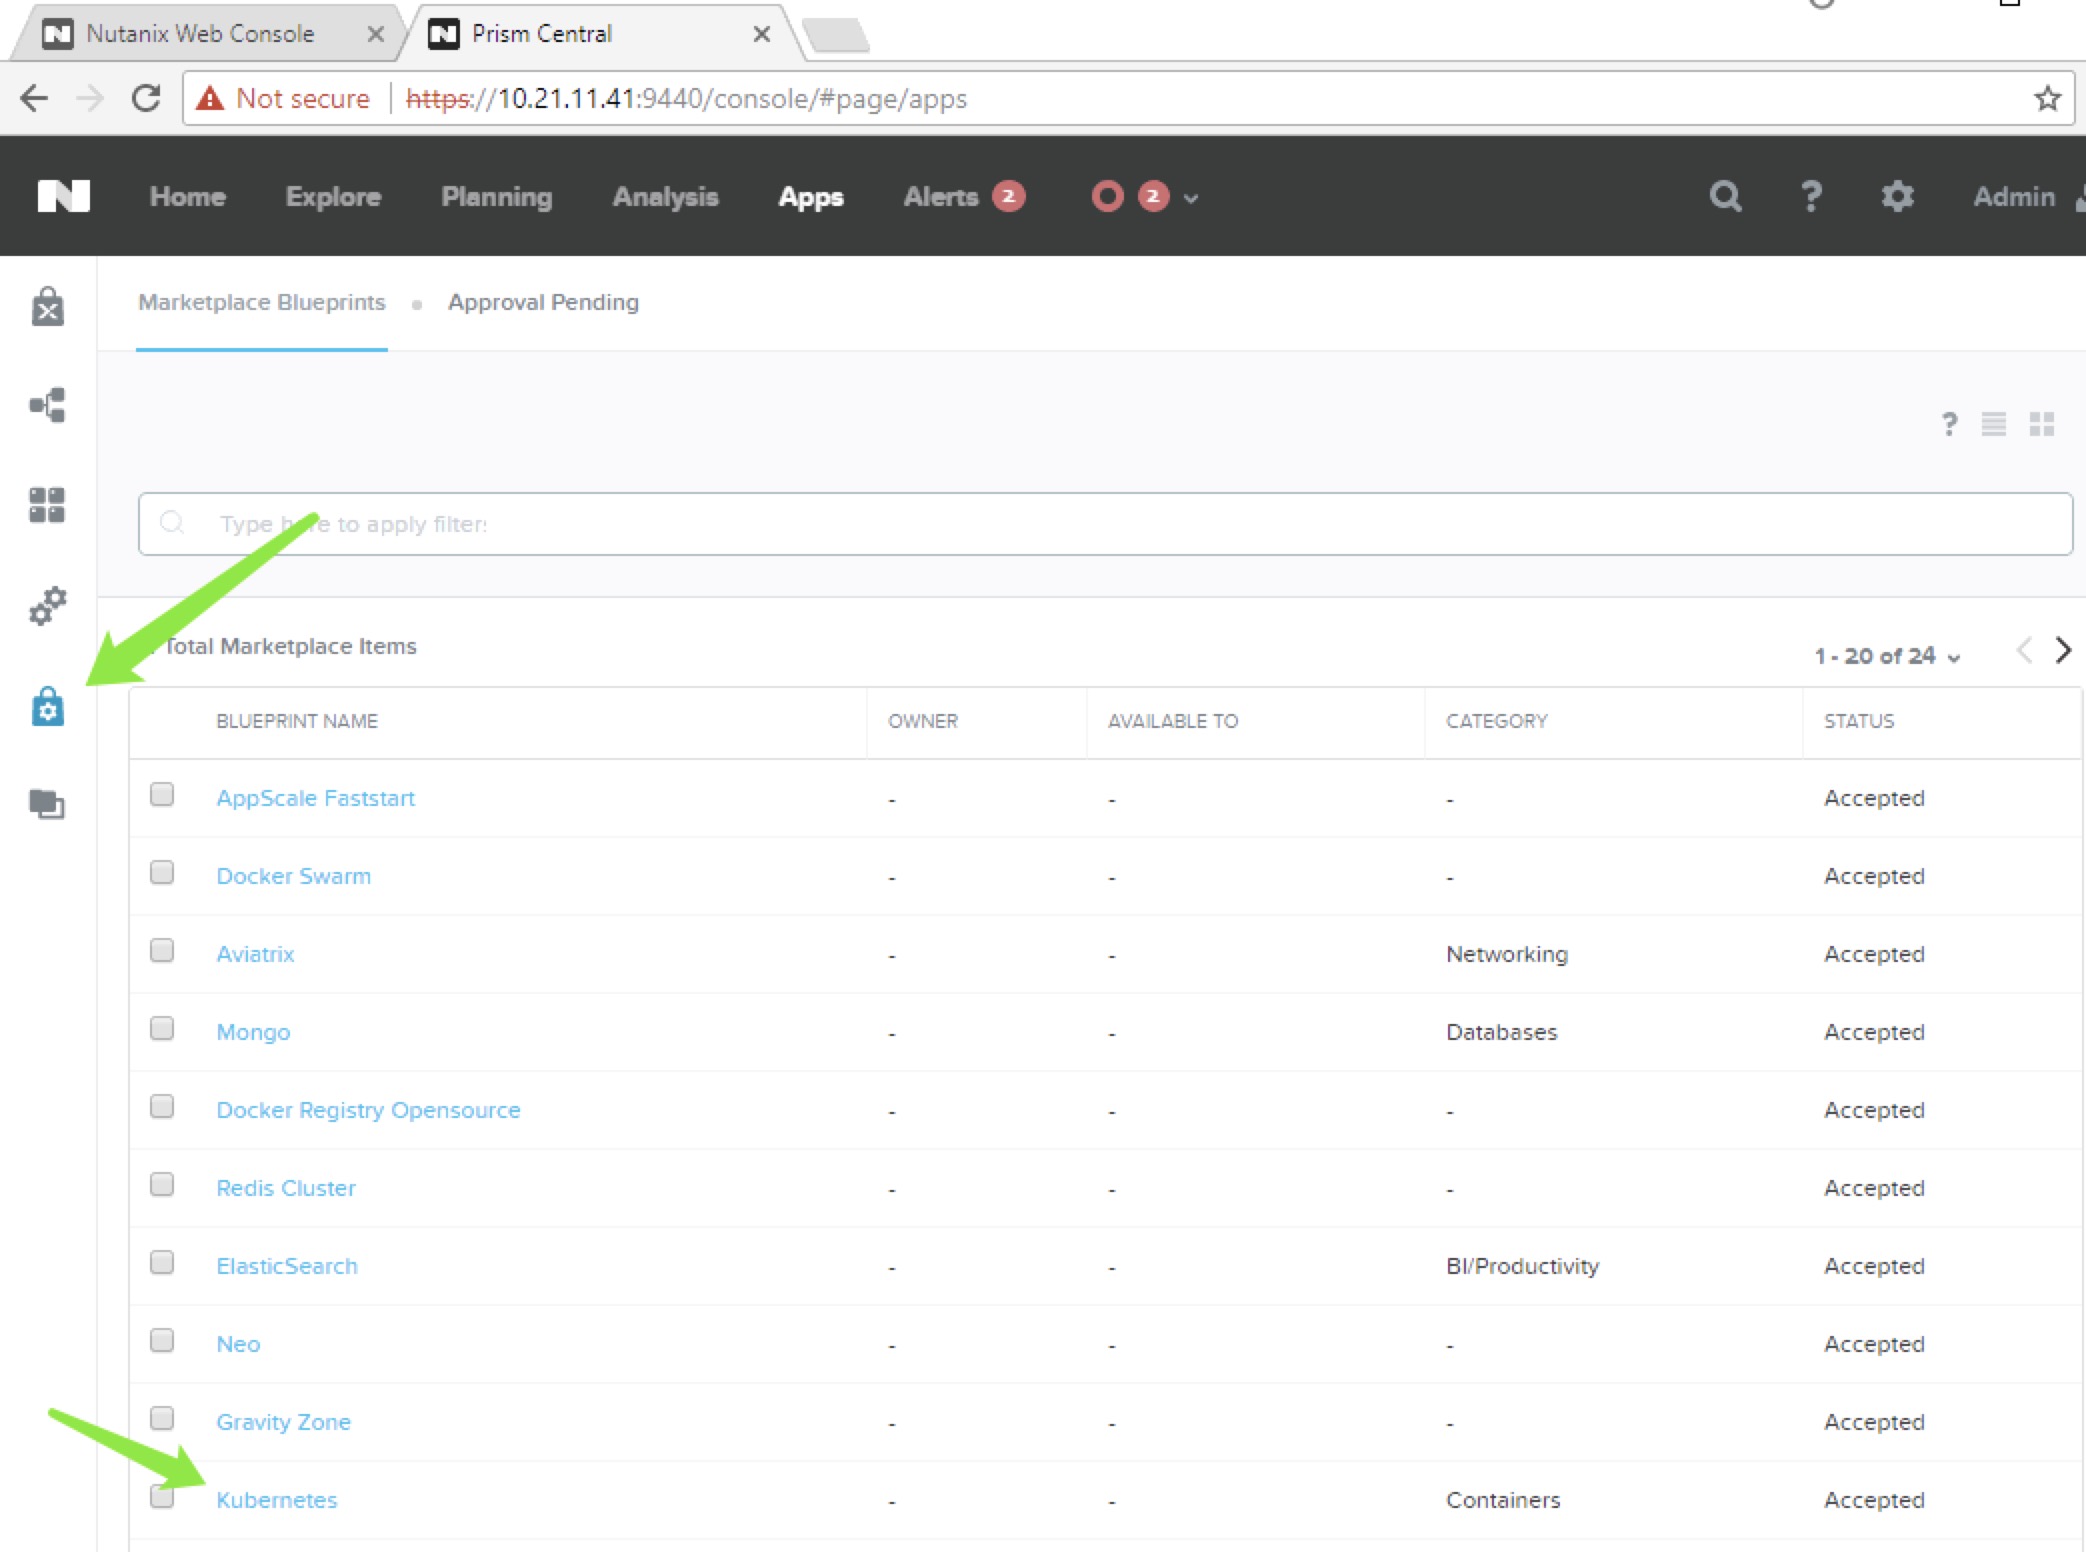 Nutanix Web Console
Prism Central
Not secure https://10.21.11.41:9440/console/#page/apps
Home Explore Planning Analysis Apps Alerts 2 2 ? Admin
Marketplace Blueprints Approval Pending
?
Type here to apply filters
Total Marketplace Items 1 - 20 of 24
BLUEPRINT NAME OWNER AVAILABLE TO CATEGORY STATUS
AppScale Faststart - - - Accepted
Docker Swarm - - - Accepted
Aviatrix - - Networking Accepted
Mongo - - Databases Accepted
Docker Registry Opensource - - - Accepted
Redis Cluster - - - Accepted
ElasticSearch - - BI/Productivity Accepted
Neo - - - Accepted
Gravity Zone - - - Accepted
Kubernetes - - Containers Accepted